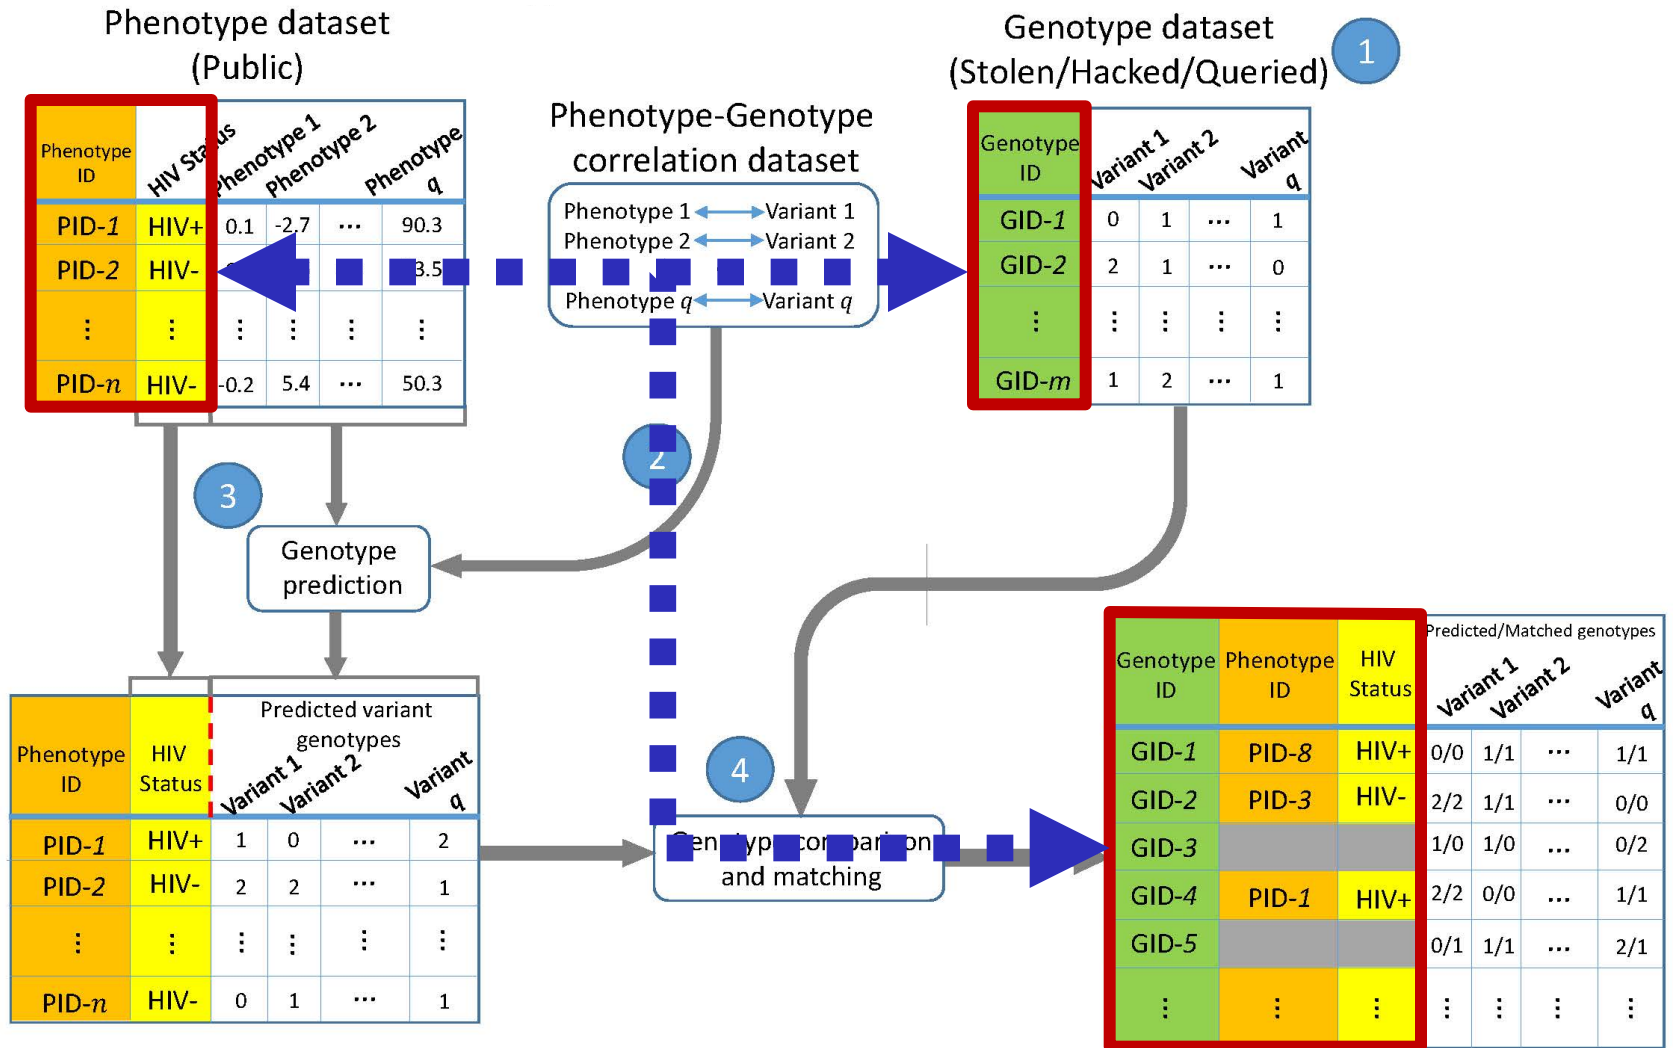 Phenotype dataset
(Public)
Genotype dataset
(Stolen/Hacked/Queried)
1
Phenotype-Genotype
correlation dataset
Phenotype ID HIV Status Phenotype 1 Phenotype 2 Phenotype q
PID-1 HIV+ 0.1 -2.7 ... 90.3
PID-2 HIV- 3.5
⋮ ⋮ ⋮ ⋮ ⋮
PID-n HIV- -0.2 5.4 ... 50.3
Phenotype 1 Variant 1
Phenotype 2 Variant 2
Phenotype q Variant q
Genotype ID Variant 1 Variant 2 Variant q
GID-1 0 1 ... 1
GID-2 2 1 ... 0
⋮ ⋮ ⋮ ⋮ ⋮
GID-m 1 2 ... 1
2
3
Genotype
prediction
Phenotype ID HIV Status
Predicted variant
genotypes
Variant 1 Variant 2 Variant q
PID-1 HIV+ 1 0 ... 2
PID-2 HIV- 2 2 ... 1
⋮ ⋮ ⋮ ⋮ ⋮ ⋮
PID-n HIV- 0 1 ... 1
4
Genotype comparison
and matching
Predicted/Matched genotypes
Genotype ID Phenotype ID HIV Status Variant 1 Variant 2 Variant q
GID-1 PID-8 HIV+ 0/0 1/1 ... 1/1
GID-2 PID-3 HIV- 2/2 1/1 ... 0/0
GID-3 1/0 1/0 ... 0/2
GID-4 PID-1 HIV+ 2/2 0/0 ... 1/1
GID-5 0/1 1/1 ... 2/1
⋮ ⋮ ⋮ ⋮ ⋮ ⋮ ⋮